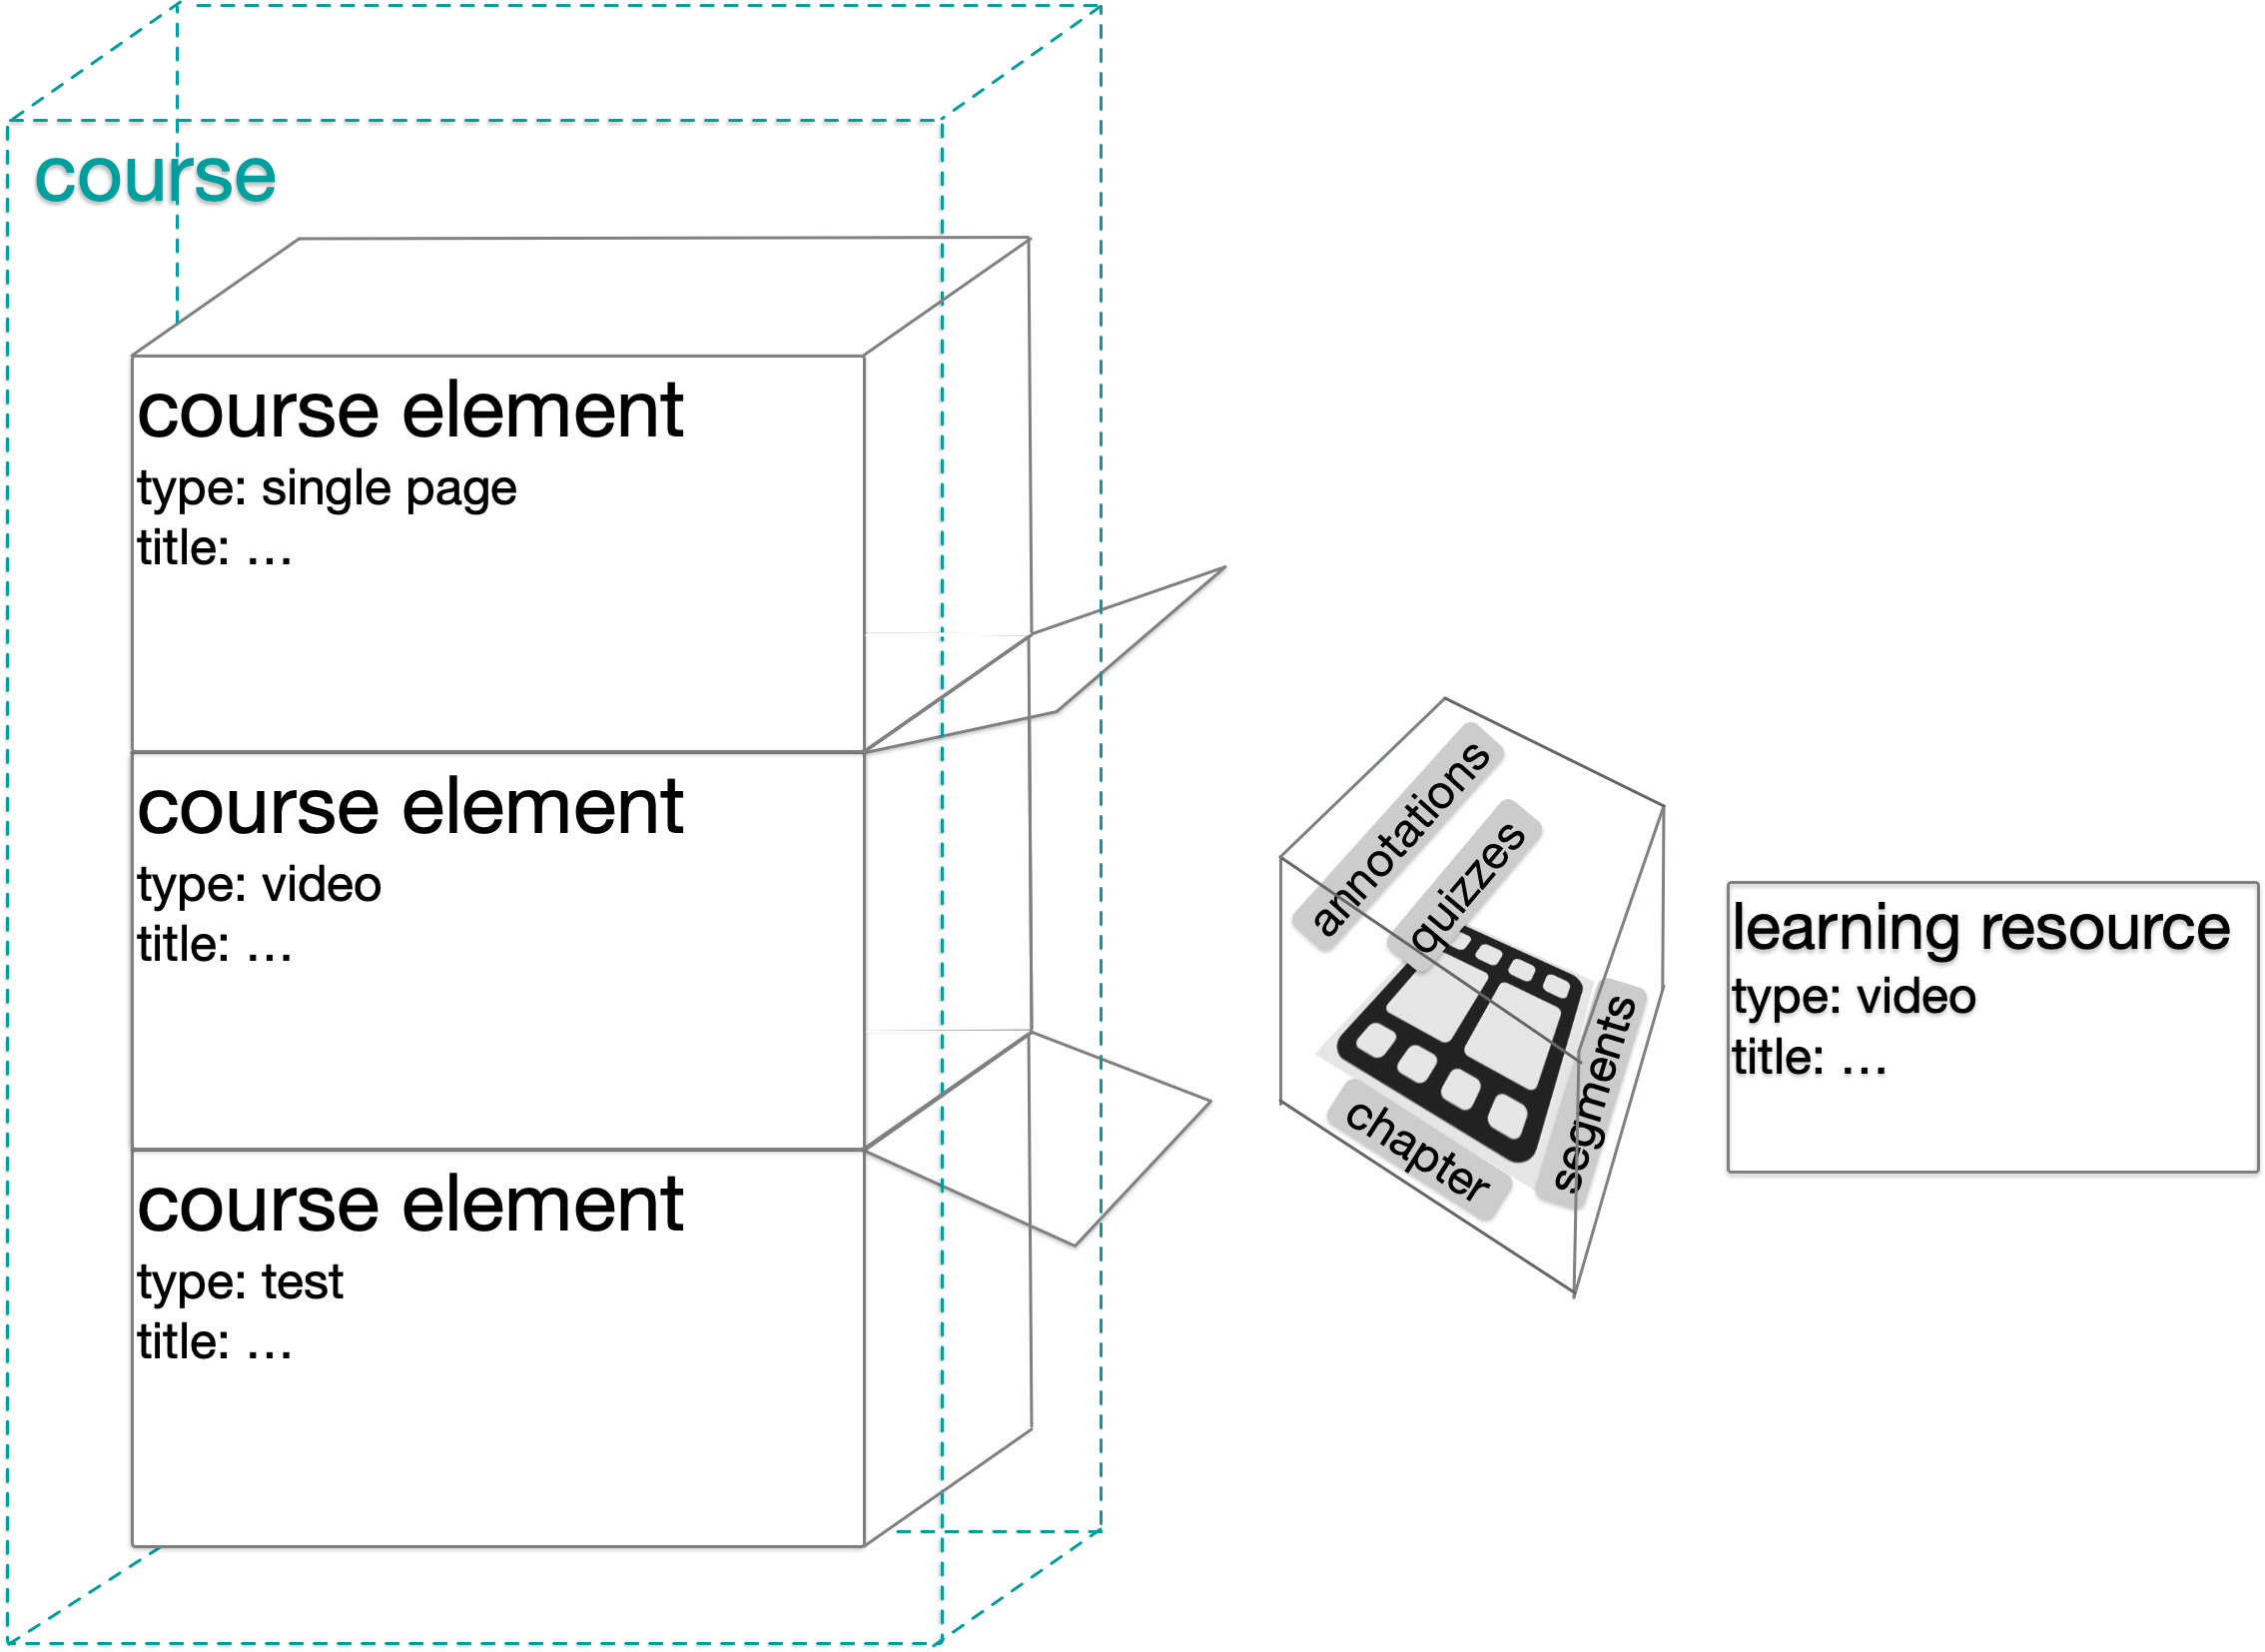 course
course element
type: single page
title: ...
course element
type: video
title: ...
course element
type: test
title: ...
annotations
quizzes
chapter
segments
learning resource
type: video
title: ...